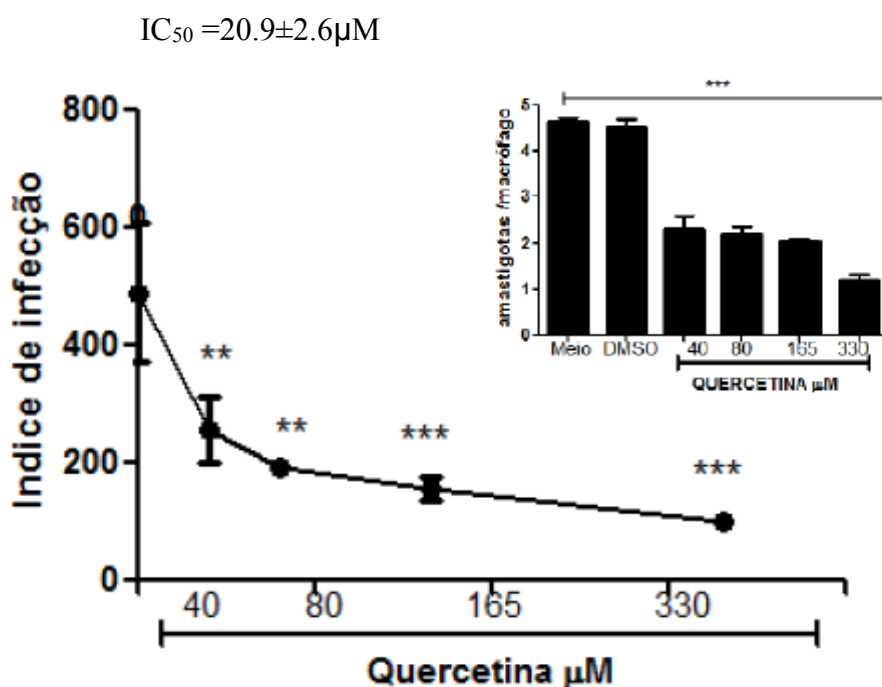 IC50 =20.9±2.6µM
800
600
400
200
0
Indice de infecção
0
**
**
***
***
40 80 165 330
Quercetina µM
***
5
4
3
2
1
0
amastigotas /macrófago
Meio DMSO 40 80 165 330
QUERCETINA µM